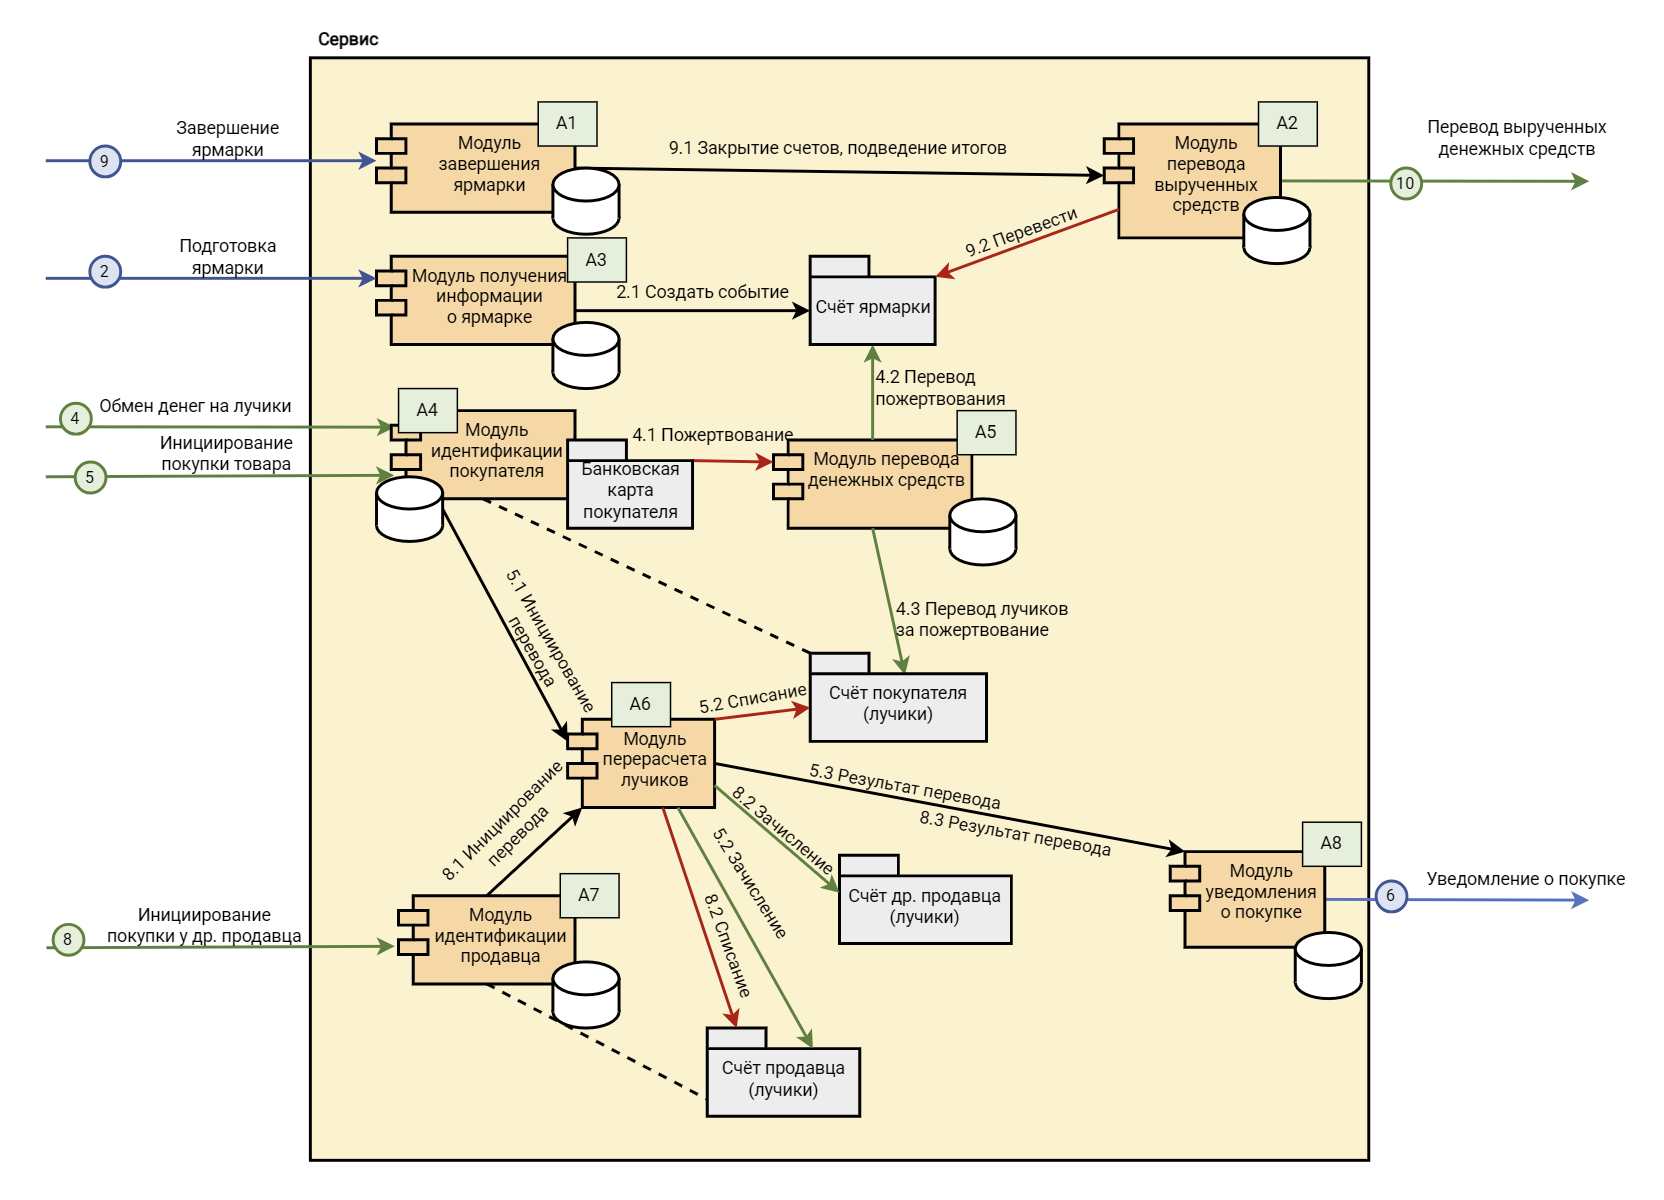 Сервис
A1
A2
Завершение
ярмарки
9
Модуль
завершения
ярмарки
9.1 Закрытие счетов, подведение итогов
Модуль
перевода
вырученных
средств
Перевод вырученных
денежных средств
10
9.2 Перевести
Подготовка
ярмарки
2
A3
Модуль получения
информации
о ярмарке
2.1 Создать событие
Счёт ярмарки
4.2 Перевод
пожертвования
4
Обмен денег на лучики
Инициирование
покупки товара
5
A4
Модуль
идентификации
покупателя
4.1 Пожертвование
Банковская
карта
покупателя
A5
Модуль перевода
денежных средств
5.1 Инициирование
перевода
4.3 Перевод лучиков
за пожертвование
A6
Модуль
перерасчета
лучиков
5.2 Списание
Счёт покупателя
(лучики)
5.3 Результат перевода
8.3 Результат перевода
8.1 Инициирование
перевода
8.2 Зачисление
5.2 Зачисление
8.2 Списание
A8
Модуль
уведомления
о покупке
6
Уведомление о покупке
Счёт др. продавца
(лучики)
Инициирование
покупки у др. продавца
8
A7
Модуль
идентификации
продавца
Счёт продавца
(лучики)